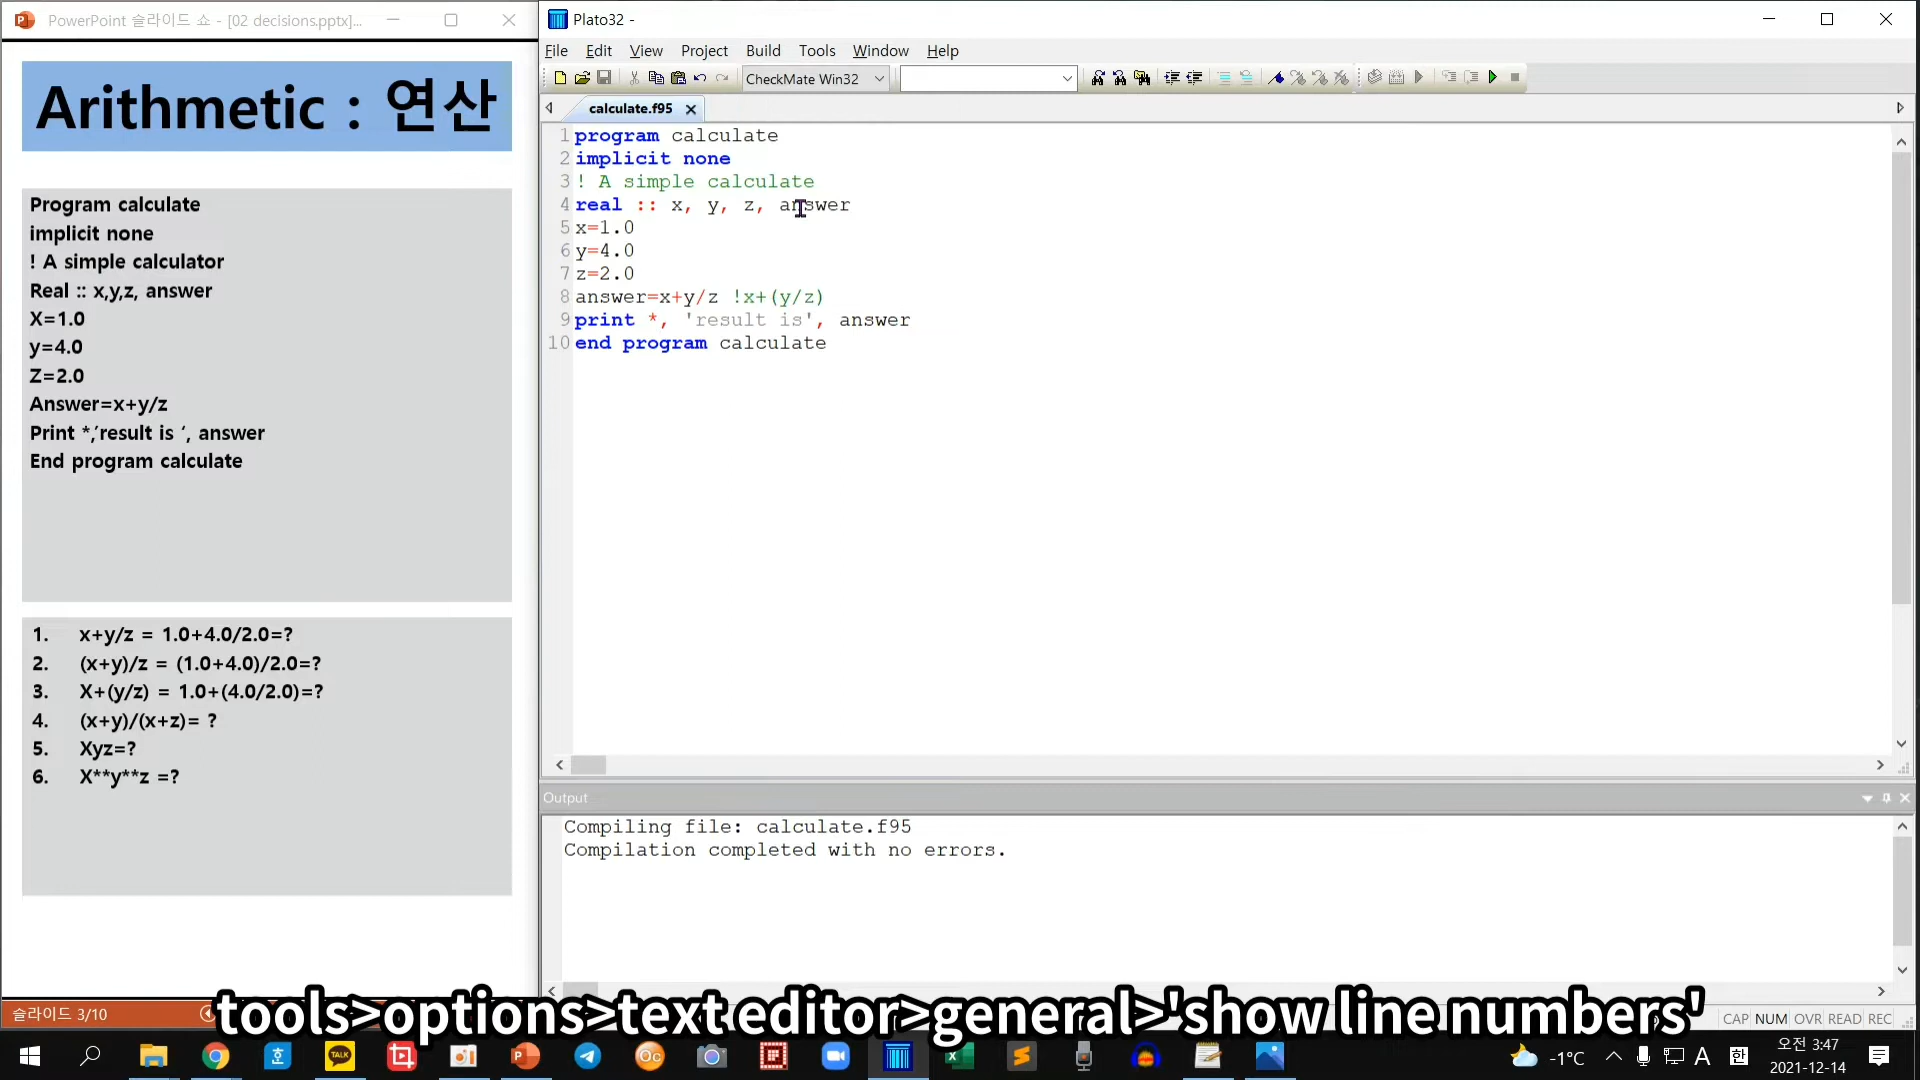 PowerPoint 슬라이드 쇼 - [02 decisions.pptx]...
Arithmetic : 연산
Program calculate
implicit none
! A simple calculator
Real :: x,y,z, answer
X=1.0
y=4.0
Z=2.0
Answer=x+y/z
Print *,‘result is ‘, answer
End program calculate
1. x+y/z = 1.0+4.0/2.0=?
2. (x+y)/z = (1.0+4.0)/2.0=?
3. X+(y/z) = 1.0+(4.0/2.0)=?
4. (x+y)/(x+z)= ?
5. Xyz=?
6. X**y**z =?
슬라이드 3/10
Plato32 -
File Edit View Project Build Tools Window Help
CheckMate Win32
calculate.f95
1 program calculate
2 implicit none
3 ! A simple calculate
4 real :: x, y, z, answer
5 x=1.0
6 y=4.0
7 z=2.0
8 answer=x+y/z !x+(y/z)
9 print *, 'result is', answer
10 end program calculate
Output
Compiling file: calculate.f95
Compilation completed with no errors.
tools>options>text editor>general>'show line numbers'
CAP NUM OVR READ REC
TALK
Oc
-1°C
A
한
오전 3:47
2021-12-14